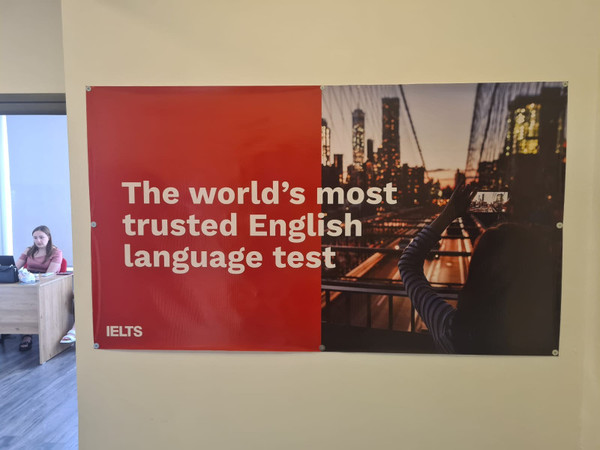 The world's most
trusted English
language test
IELTS